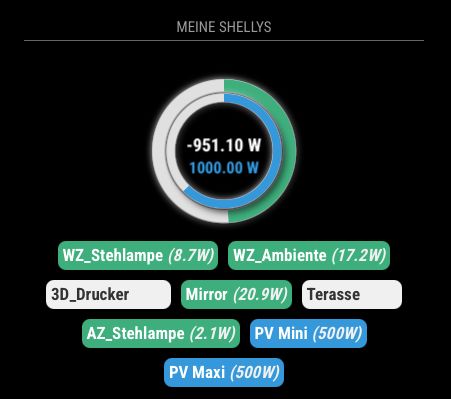 MEINE SHELLYS
-951.10 W
1000.00 W
WZ_Stehlampe (8.7W) WZ_Ambiente (17.2W)
3D_Drucker Mirror (20.9W) Terasse
AZ_Stehlampe (2.1W) PV Mini (500W)
PV Maxi (500W)